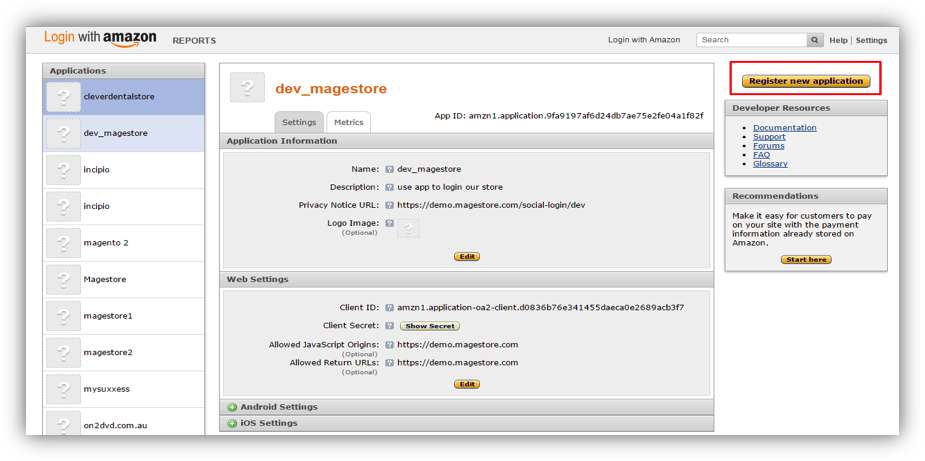 Login with amazon
REPORTS
Login with Amazon
Search
Help | Settings
Applications
cleverdentalstore
dev_magestore
incipio
incipio
magento 2
Magestore
magestore1
magestore2
mysuxxess
on2dvd.com.au
dev_magestore
Settings
Metrics
App ID: amzn1.application.9fa9197af6d24db7ae75e2fe04a1f82f
Application Information
Name: ? dev_magestore
Description: ? use app to login our store
Privacy Notice URL: ? https://demo.magestore.com/social-login/dev
Logo Image: ?
(Optional)
Edit
Web Settings
Client ID: ? amzn1.application-oa2-client.d0836b76e341455daeca0e2689acb3f7
Client Secret: ? Show Secret
Allowed JavaScript Origins: ? https://demo.magestore.com
(Optional)
Allowed Return URLs: ? https://demo.magestore.com
(Optional)
Edit
Android Settings
iOS Settings
Register new application
Developer Resources
Documentation
Support
Forums
FAQ
Glossary
Recommendations
Make it easy for customers to pay
on your site with the payment
information already stored on
Amazon.
Start here